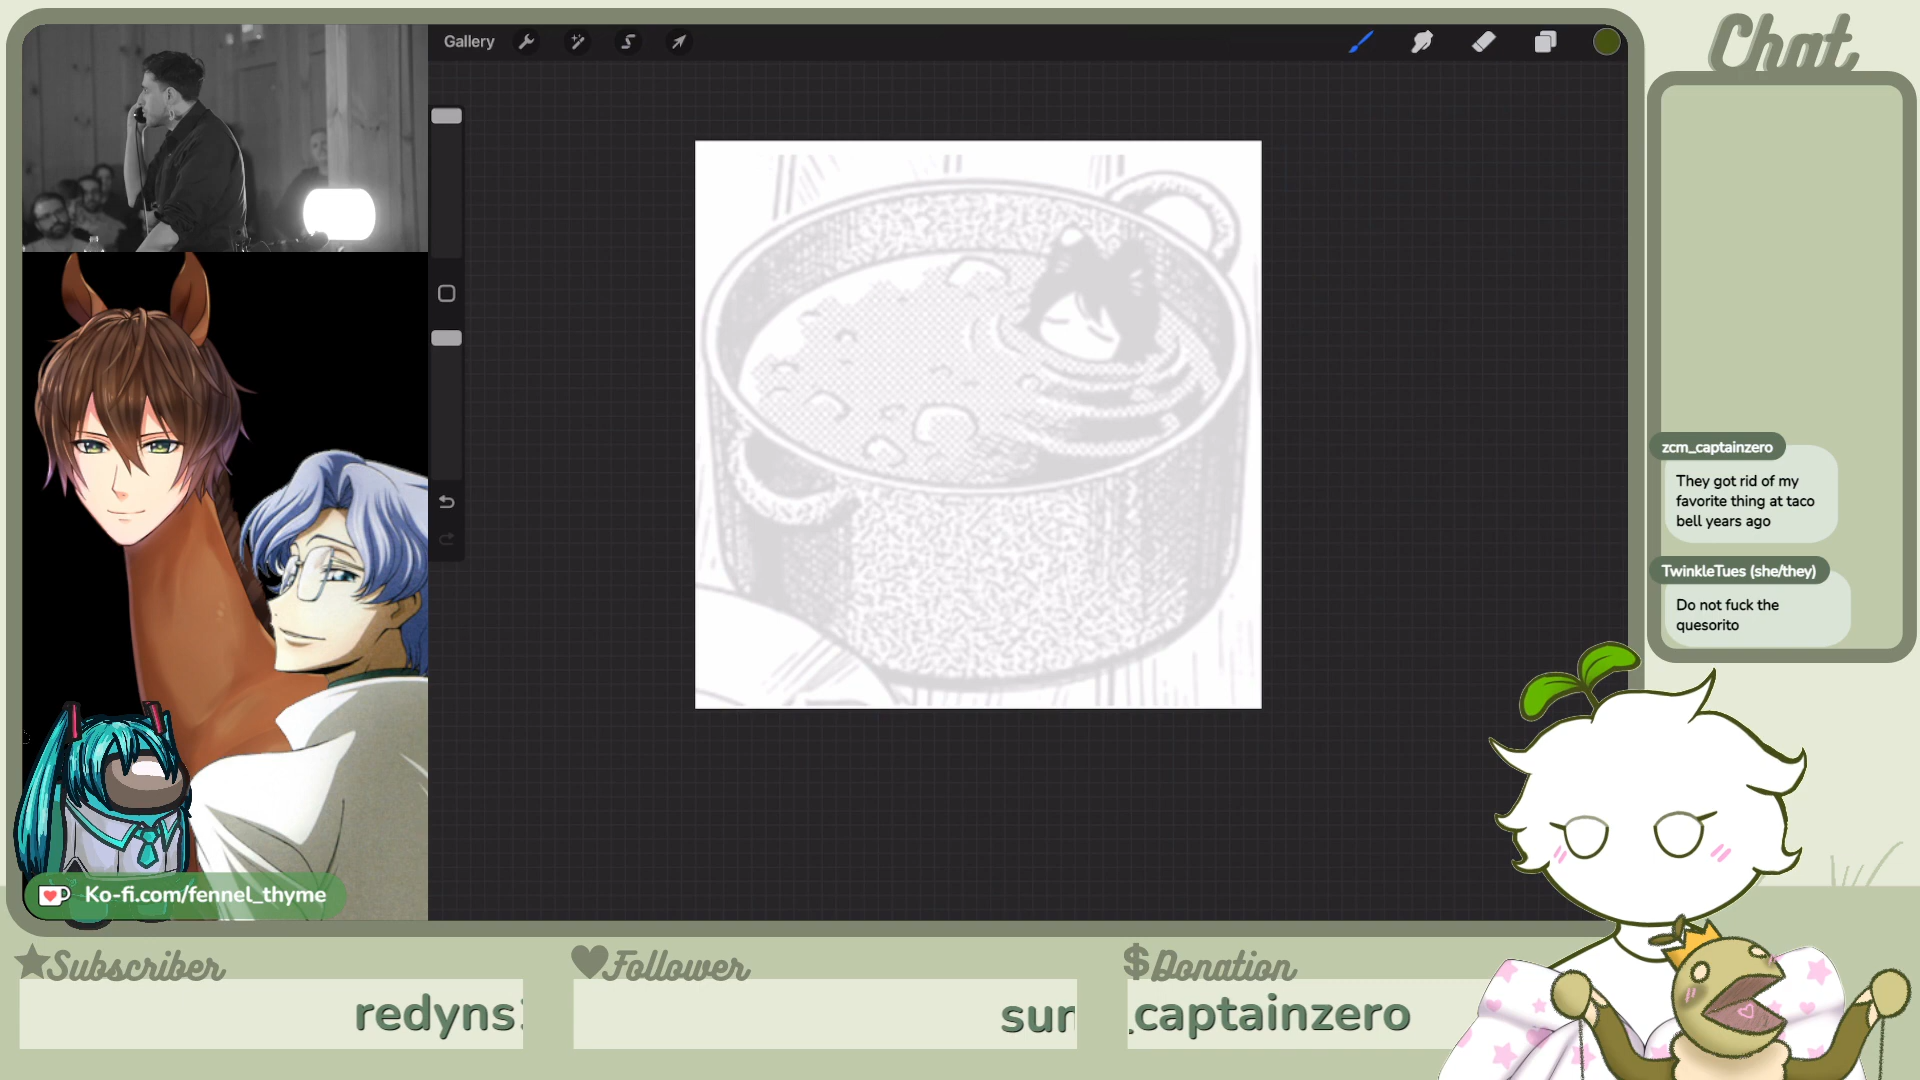 Gallery
Chat
zcm_captainzero
They got rid of my
favorite thing at taco
bell years ago
TwinkleTues (she/they)
Do not fuck the
quesorito
Ko-fi.com/fennel_thyme
Subscriber
Follower
$Donation
redyns
sur
_captainzero